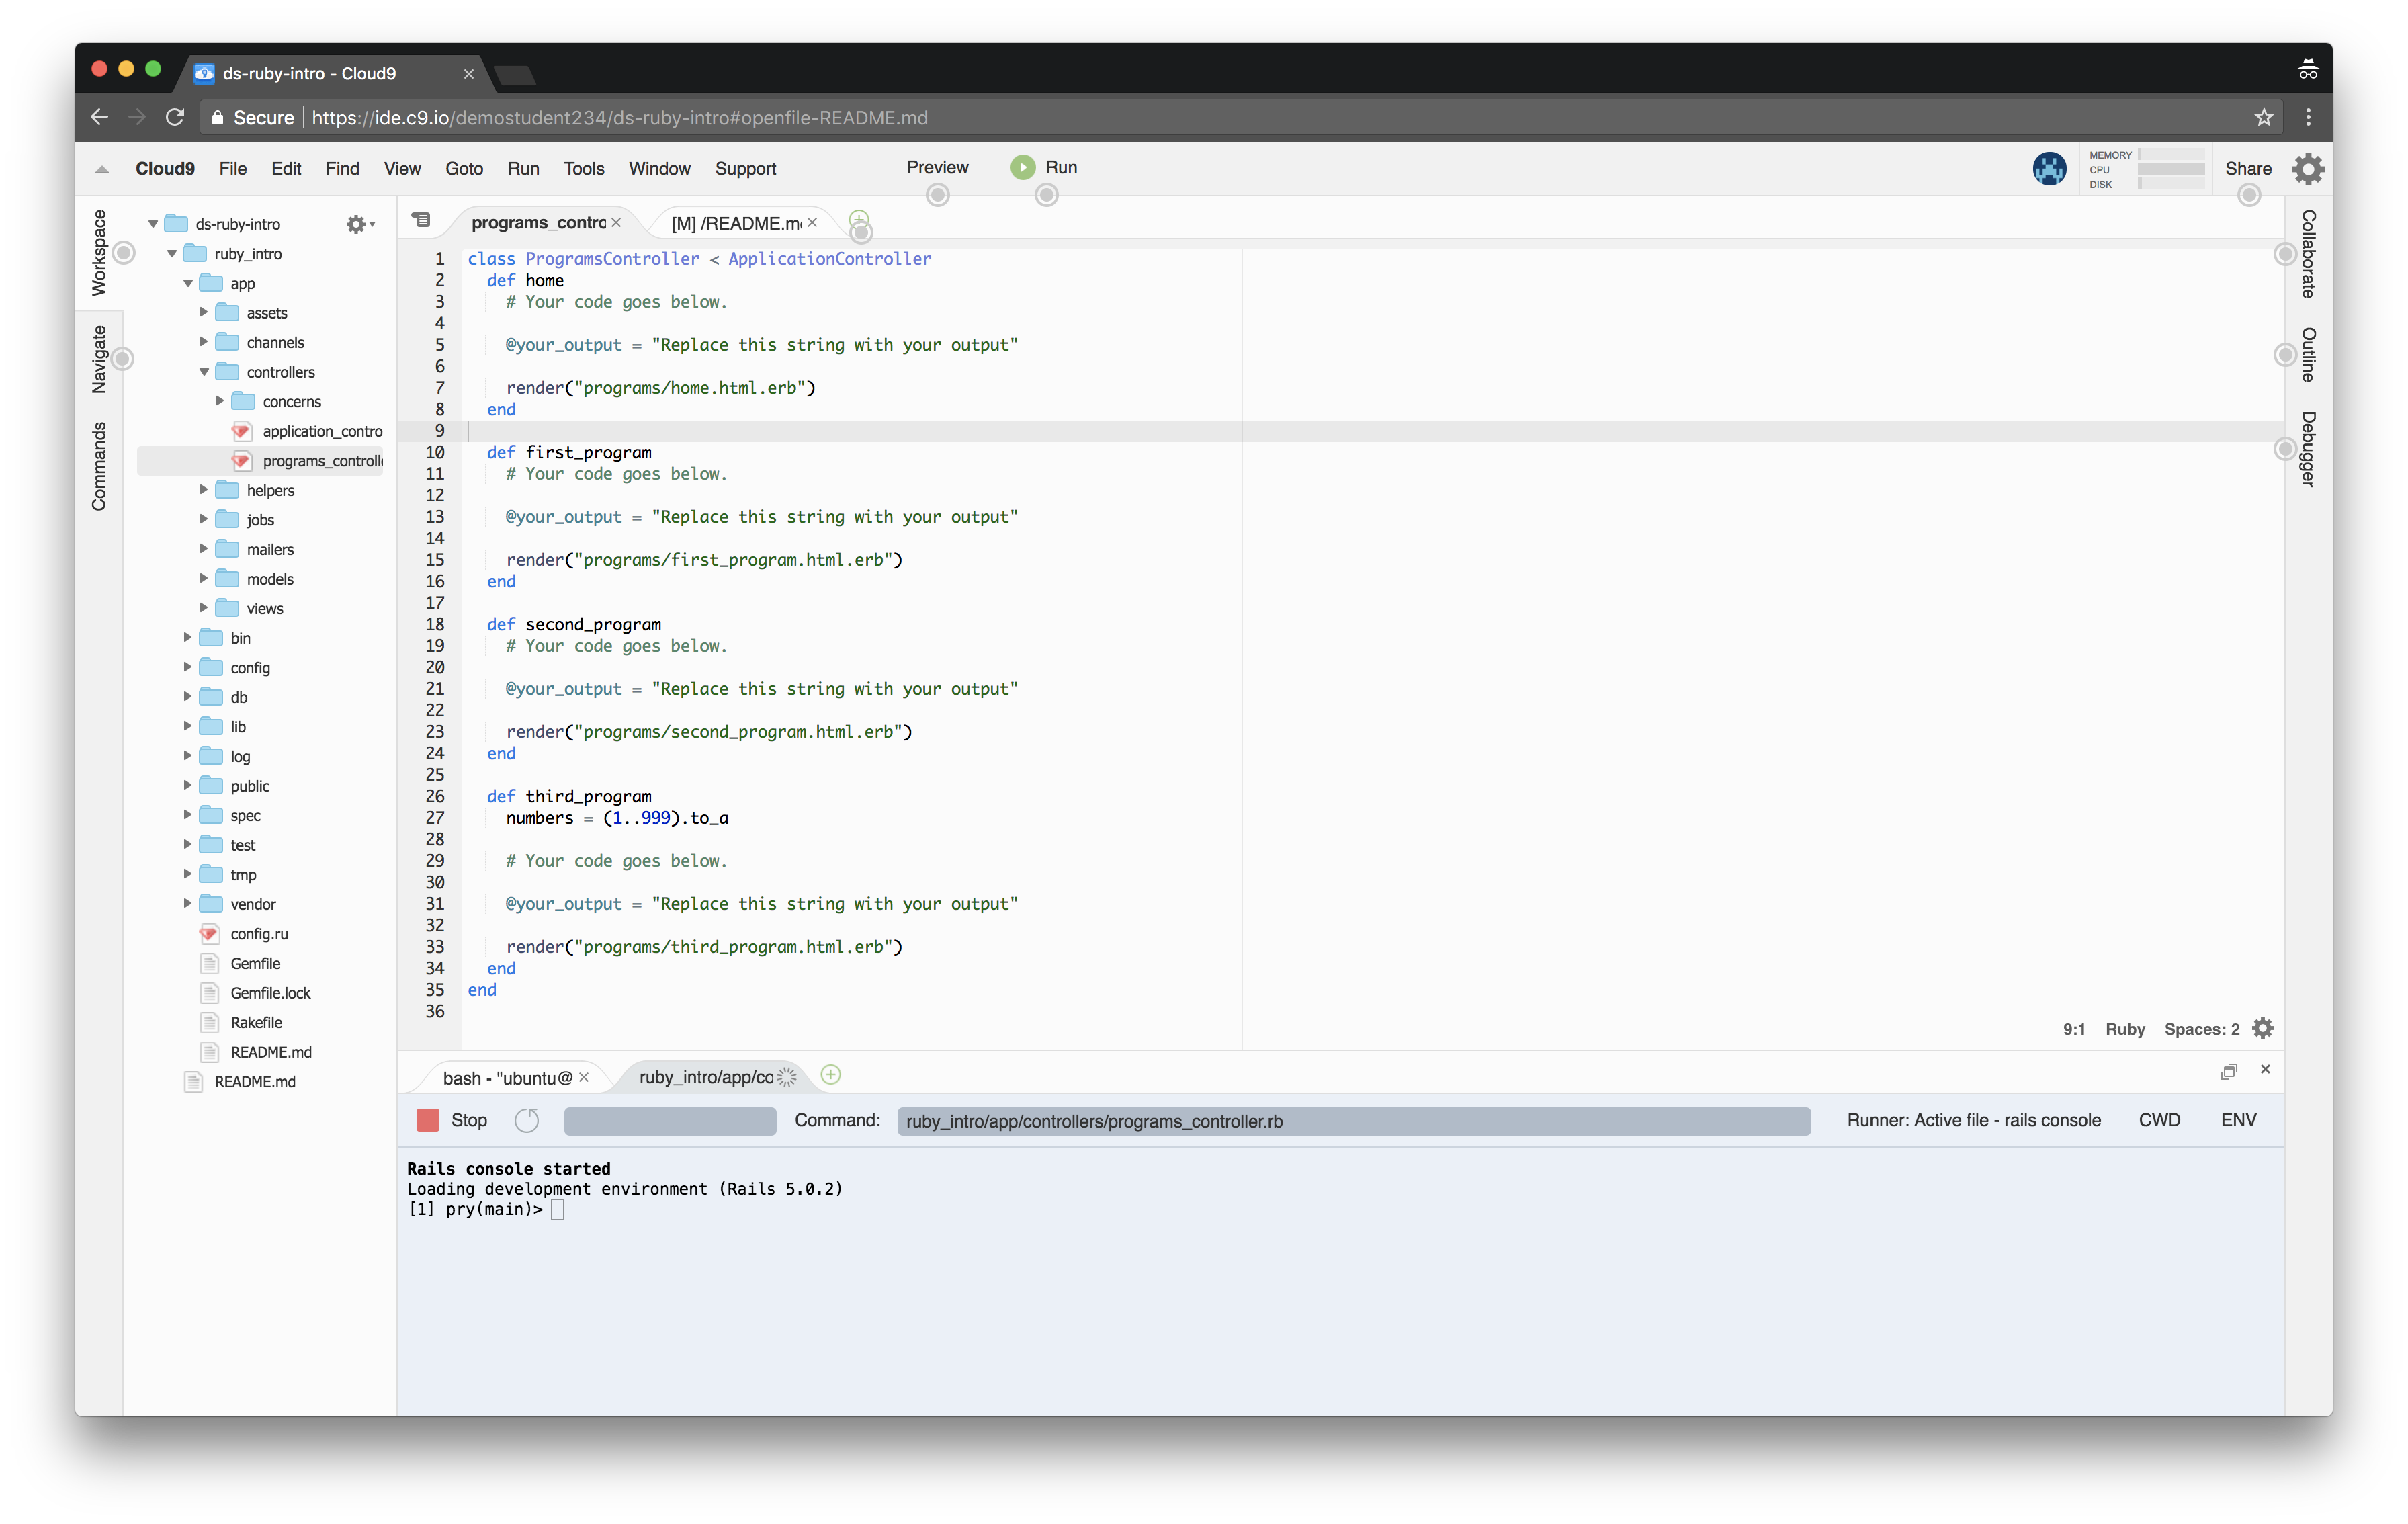 ds-ruby-intro - Cloud9
Secure https://ide.c9.io/demostudent234/ds-ruby-intro#openfile-README.md
Cloud9 File Edit Find View Goto Run Tools Window Support Preview Run MEMORY CPU DISK Share
Workspace
Navigate
Commands
ds-ruby-intro
ruby_intro
app
assets
channels
controllers
concerns
application_contro
programs_controlle
helpers
jobs
mailers
models
views
bin
config
db
lib
log
public
spec
test
tmp
vendor
config.ru
Gemfile
Gemfile.lock
Rakefile
README.md
README.md
programs_contro [M] /README.m
1 class ProgramsController < ApplicationController
2 def home
3 # Your code goes below.
4
5 @your_output = "Replace this string with your output"
6
7 render("programs/home.html.erb")
8 end
9
10 def first_program
11 # Your code goes below.
12
13 @your_output = "Replace this string with your output"
14
15 render("programs/first_program.html.erb")
16 end
17
18 def second_program
19 # Your code goes below.
20
21 @your_output = "Replace this string with your output"
22
23 render("programs/second_program.html.erb")
24 end
25
26 def third_program
27 numbers = (1..999).to_a
28
29 # Your code goes below.
30
31 @your_output = "Replace this string with your output"
32
33 render("programs/third_program.html.erb")
34 end
35 end
36
9:1 Ruby Spaces: 2
Collaborate
Outline
Debugger
bash - "ubuntu@ ruby_intro/app/co
Stop Command: ruby_intro/app/controllers/programs_controller.rb Runner: Active file - rails console CWD ENV
Rails console started
Loading development environment (Rails 5.0.2)
[1] pry(main)>